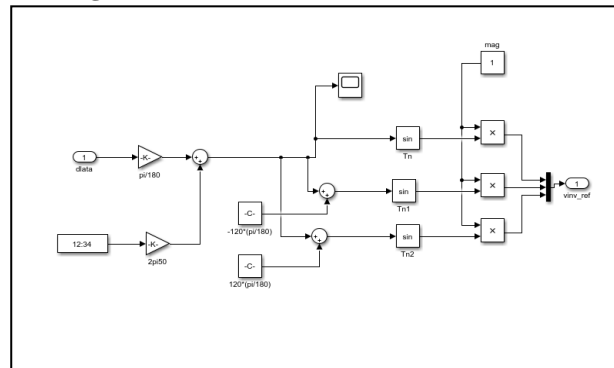 mag
1
sin
Tn
×
1
dlata
-K-
pi/180
+
+
sin
Tn1
×
1
vinv_ref
-C-
-120*(pi/180)
+
+
12:34
-K-
2pi50
sin
Tn2
×
-C-
120*(pi/180)
+
+